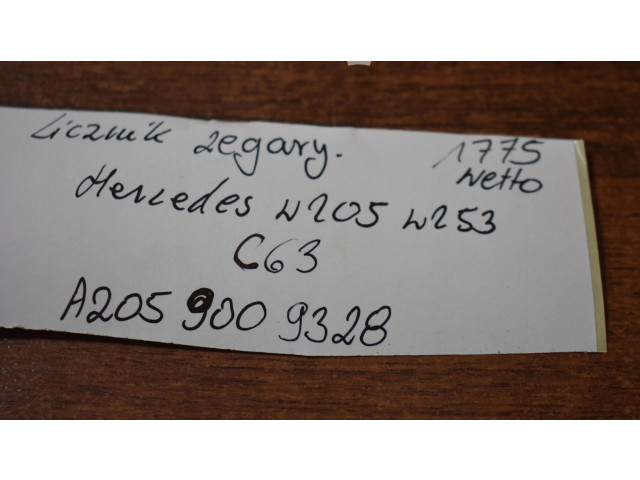 Licznik zegary. 1775
netto
Mercedes w205 w253
C63
A205 900 9328